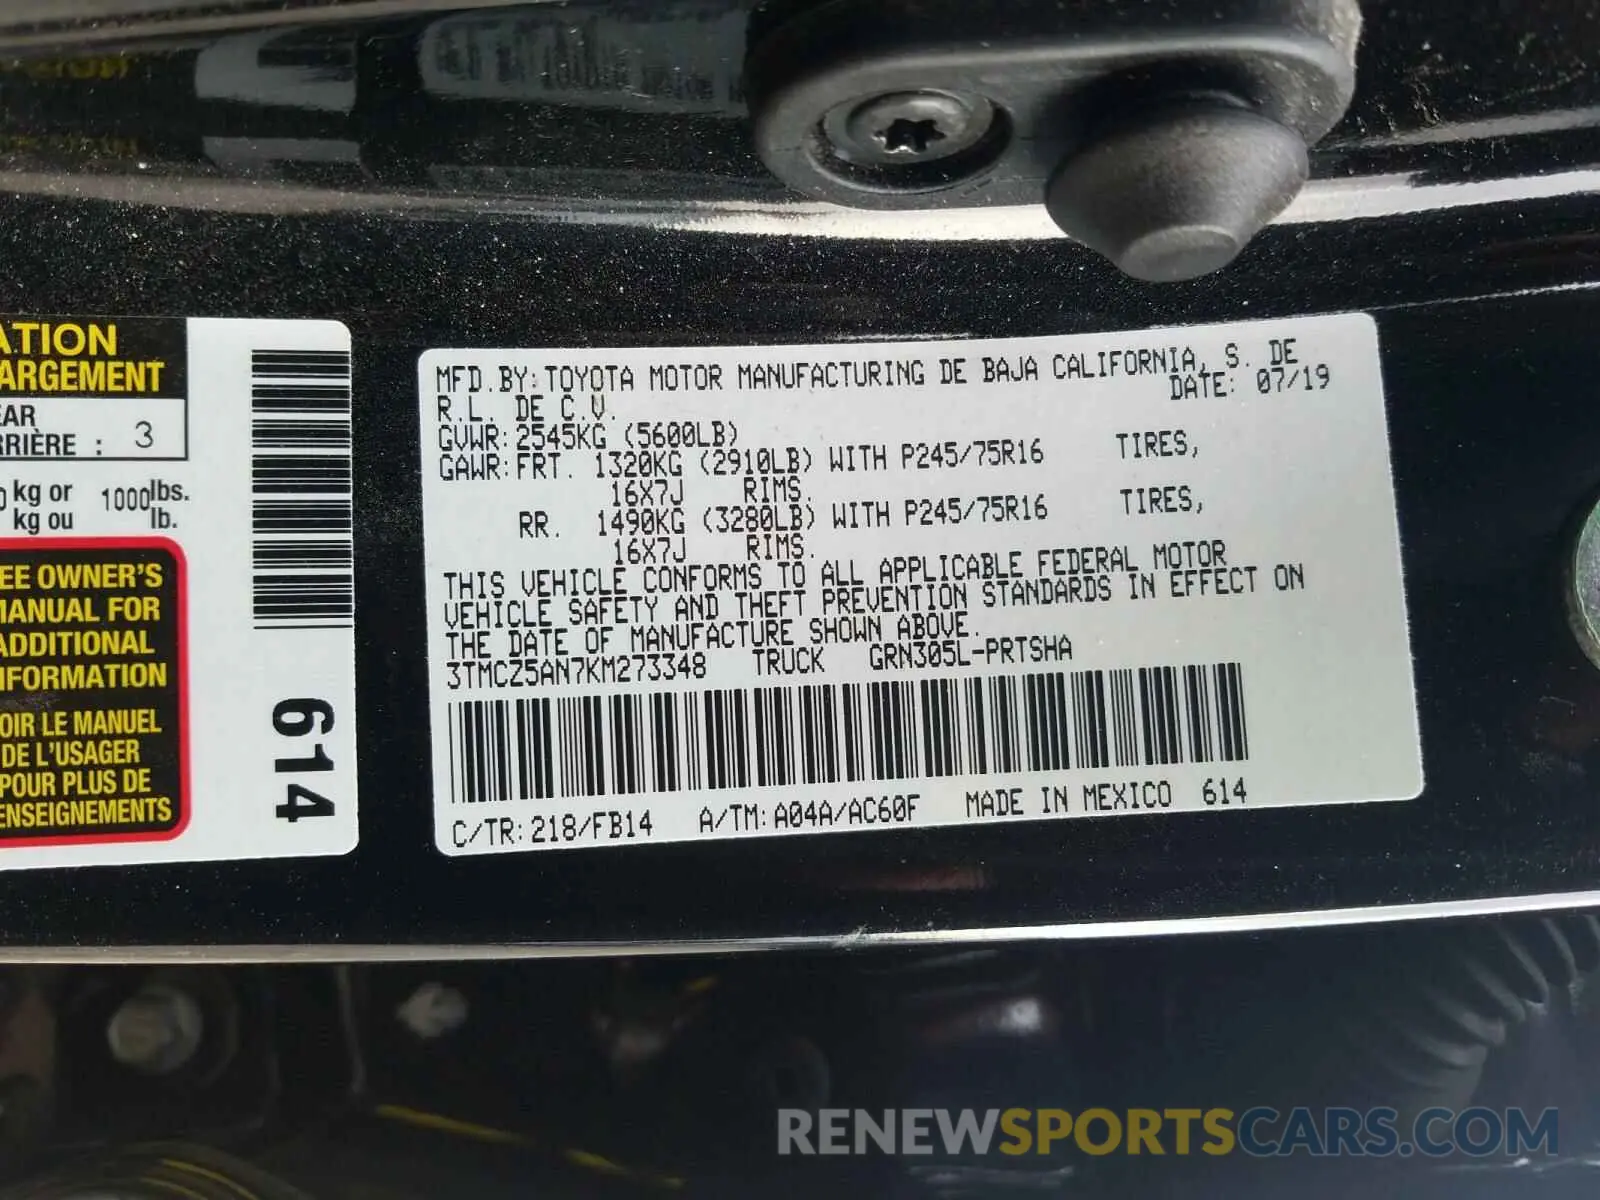 ATION
ARGEMENT
EAR
RRIÈRE : 3
0 kg or 1000 lbs.
kg ou lb.
EE OWNER'S
MANUAL FOR
ADDITIONAL
NFORMATION
OIR LE MANUEL
DE L'USAGER
POUR PLUS DE
ENSEIGNEMENTS
614
MFD.BY:TOYOTA MOTOR MANUFACTURING DE BAJA CALIFORNIA, S. DE
R.L. DE C.V. DATE: 07/19
GVWR:2545KG (5600LB)
GAWR:FRT. 1320KG (2910LB) WITH P245/75R16 TIRES,
16X7J RIMS.
RR. 1490KG (3280LB) WITH P245/75R16 TIRES,
16X7J RIMS.
THIS VEHICLE CONFORMS TO ALL APPLICABLE FEDERAL MOTOR
VEHICLE SAFETY AND THEFT PREVENTION STANDARDS IN EFFECT ON
THE DATE OF MANUFACTURE SHOWN ABOVE.
3TMCZ5AN7KM273348 TRUCK GRN305L-PRTSHA
C/TR:218/FB14 A/TM:A04A/AC60F MADE IN MEXICO 614
RENEWSPORTSCARS.COM